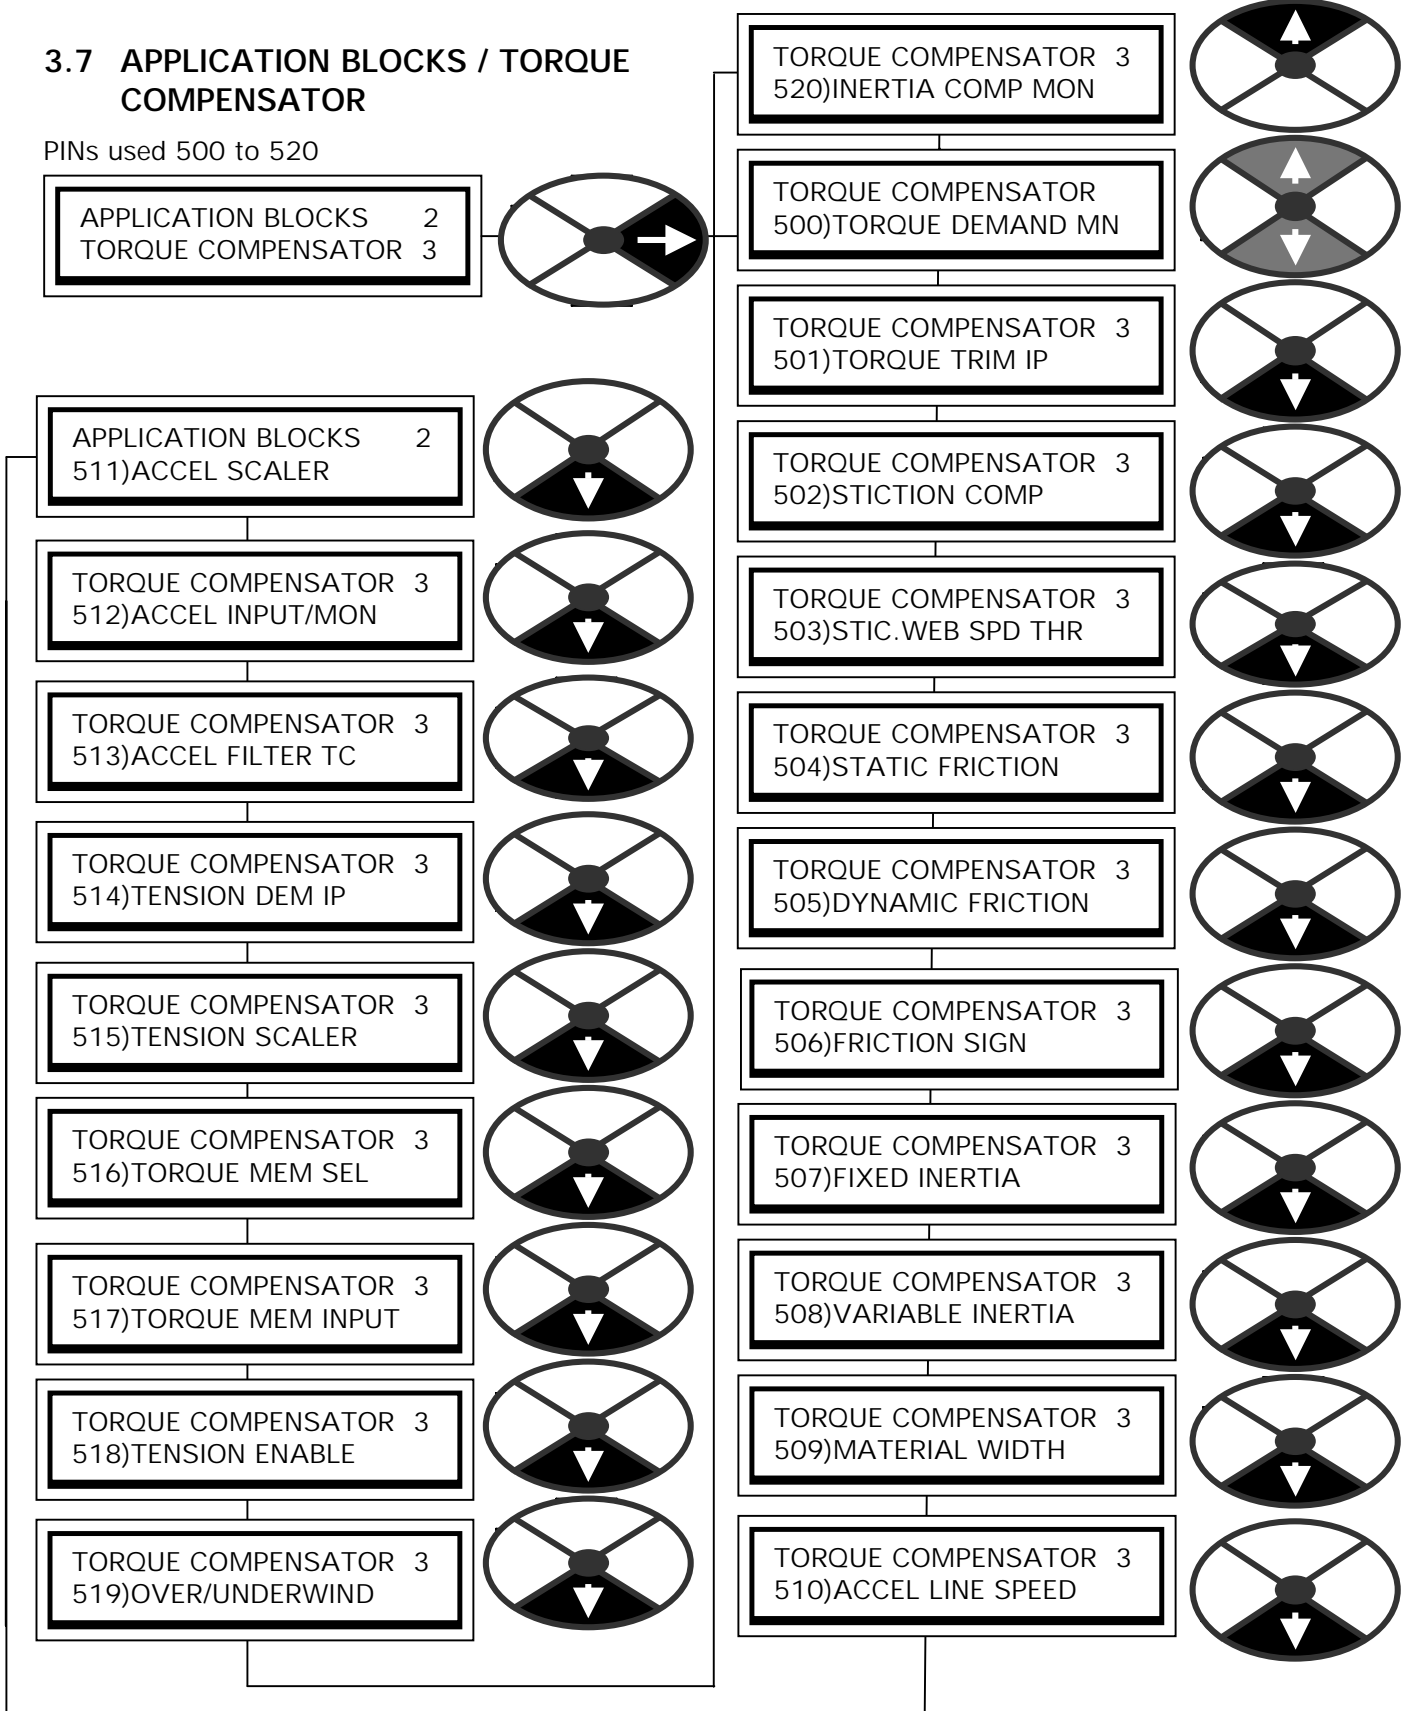 3.7 APPLICATION BLOCKS / TORQUE
COMPENSATOR
PINs used 500 to 520
APPLICATION BLOCKS 2
TORQUE COMPENSATOR 3
TORQUE COMPENSATOR 3
520)INERTIA COMP MON
TORQUE COMPENSATOR
500)TORQUE DEMAND MN
TORQUE COMPENSATOR 3
501)TORQUE TRIM IP
TORQUE COMPENSATOR 3
502)STICTION COMP
TORQUE COMPENSATOR 3
503)STIC.WEB SPD THR
TORQUE COMPENSATOR 3
504)STATIC FRICTION
TORQUE COMPENSATOR 3
505)DYNAMIC FRICTION
TORQUE COMPENSATOR 3
506)FRICTION SIGN
TORQUE COMPENSATOR 3
507)FIXED INERTIA
TORQUE COMPENSATOR 3
508)VARIABLE INERTIA
TORQUE COMPENSATOR 3
509)MATERIAL WIDTH
TORQUE COMPENSATOR 3
510)ACCEL LINE SPEED
APPLICATION BLOCKS 2
511)ACCEL SCALER
TORQUE COMPENSATOR 3
512)ACCEL INPUT/MON
TORQUE COMPENSATOR 3
513)ACCEL FILTER TC
TORQUE COMPENSATOR 3
514)TENSION DEM IP
TORQUE COMPENSATOR 3
515)TENSION SCALER
TORQUE COMPENSATOR 3
516)TORQUE MEM SEL
TORQUE COMPENSATOR 3
517)TORQUE MEM INPUT
TORQUE COMPENSATOR 3
518)TENSION ENABLE
TORQUE COMPENSATOR 3
519)OVER/UNDERWIND